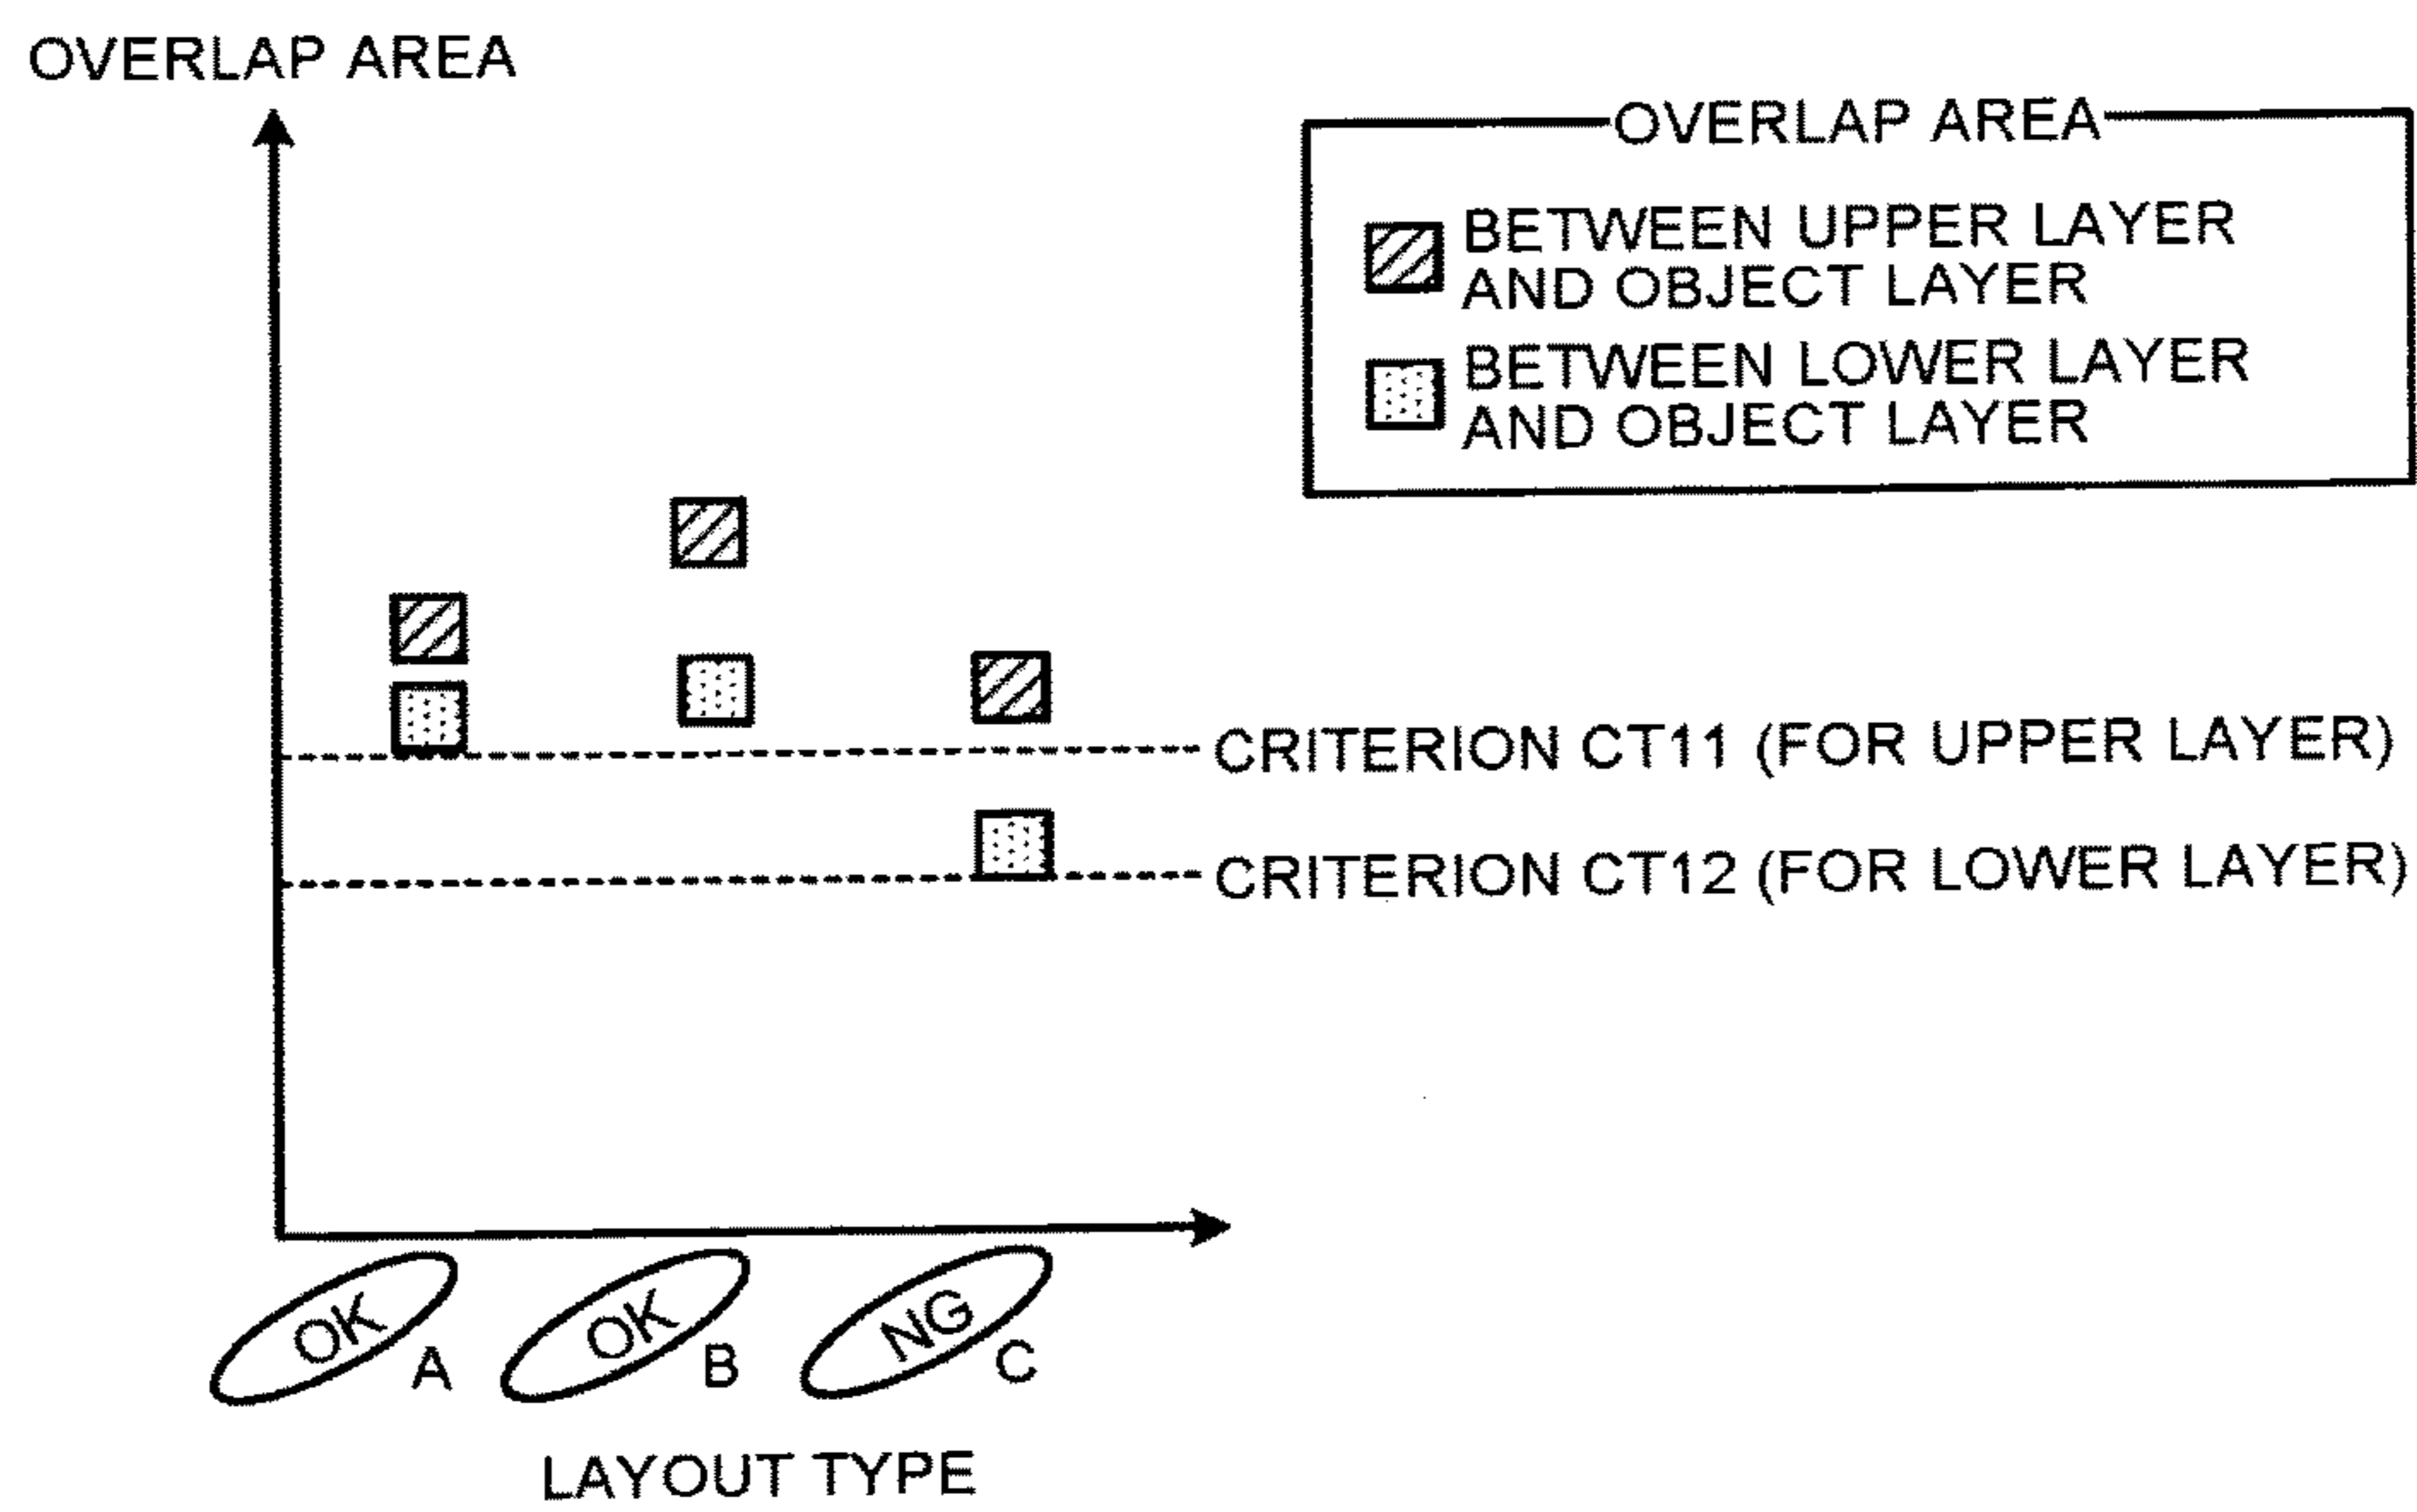 OVERLAP AREA
OVERLAP AREA
BETWEEN UPPER LAYER
AND OBJECT LAYER
BETWEEN LOWER LAYER
AND OBJECT LAYER
CRITERION CT11 (FOR UPPER LAYER)
CRITERION CT12 (FOR LOWER LAYER)
OK A
OK B
NG C
LAYOUT TYPE